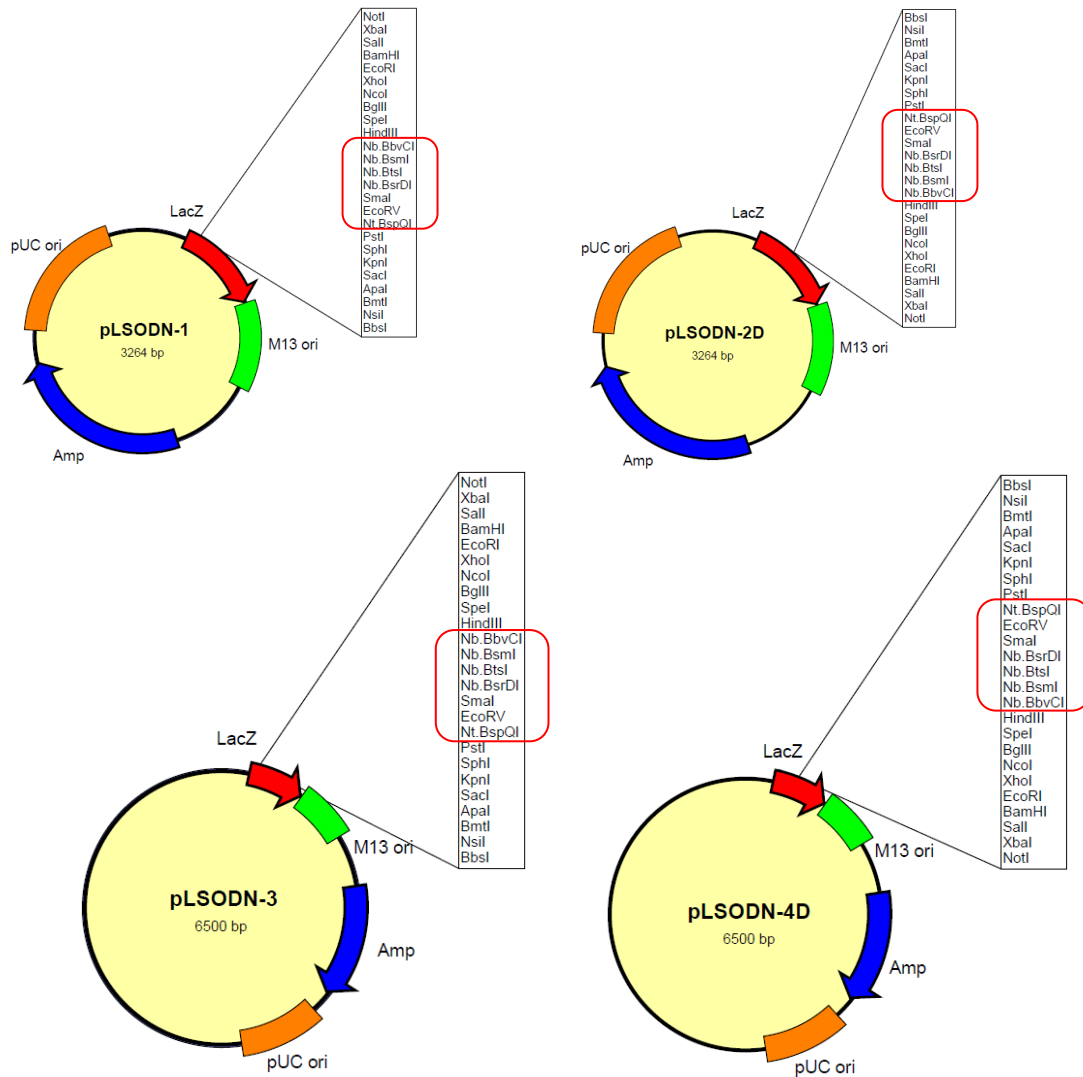 NotI
XbaI
SalI
BamHI
EcoRI
XhoI
NcoI
BglII
SpeI
HindIII
Nb.BbvCI
Nb.BsmI
Nb.BtsI
Nb.BsrDI
SmaI
EcoRV
Nt.BspQI
PstI
SphI
KpnI
SacI
ApaI
BmtI
NsiI
BbsI
LacZ
pUC ori
pLSODN-1
3264 bp
M13 ori
Amp
BbsI
NsiI
BmtI
ApaI
SacI
KpnI
SphI
PstI
Nt.BspQI
EcoRV
SmaI
Nb.BsrDI
Nb.BtsI
Nb.BsmI
Nb.BbvCI
HindIII
SpeI
BglII
NcoI
XhoI
EcoRI
BamHI
SalI
XbaI
NotI
LacZ
pUC ori
pLSODN-2D
3264 bp
M13 ori
Amp
NotI
XbaI
SalI
BamHI
EcoRI
XhoI
NcoI
BglII
SpeI
HindIII
Nb.BbvCI
Nb.BsmI
Nb.BtsI
Nb.BsrDI
SmaI
EcoRV
Nt.BspQI
PstI
SphI
KpnI
SacI
ApaI
BmtI
NsiI
BbsI
LacZ
M13 ori
pLSODN-3
6500 bp
Amp
pUC ori
BbsI
NsiI
BmtI
ApaI
SacI
KpnI
SphI
PstI
Nt.BspQI
EcoRV
SmaI
Nb.BsrDI
Nb.BtsI
Nb.BsmI
Nb.BbvCI
HindIII
SpeI
BglII
NcoI
XhoI
EcoRI
BamHI
SalI
XbaI
NotI
LacZ
M13 ori
pLSODN-4D
6500 bp
Amp
pUC ori